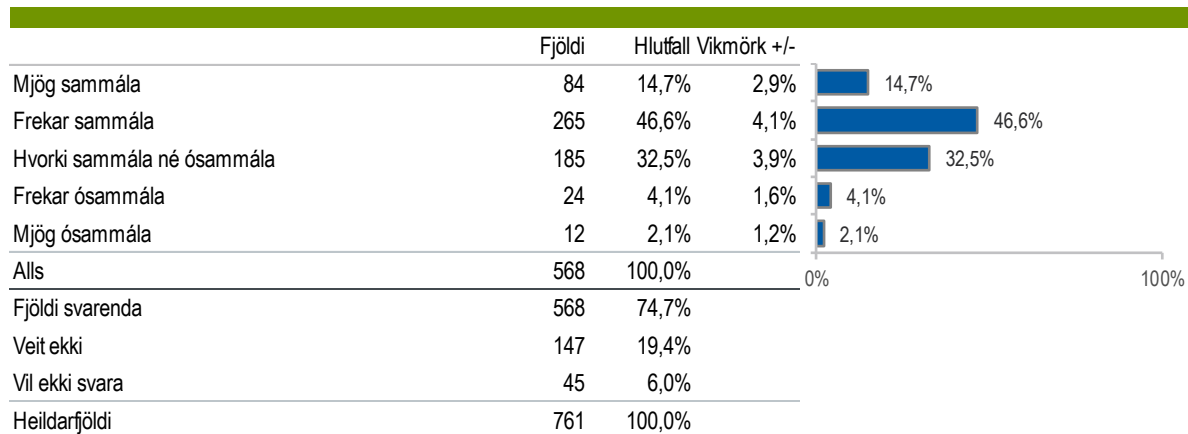 Fjöldi Hlutfall Vikmörk +/-
Mjög sammála 84 14,7% 2,9% 14,7%
Frekar sammála 265 46,6% 4,1% 46,6%
Hvorki sammála né ósammála 185 32,5% 3,9% 32,5%
Frekar ósammála 24 4,1% 1,6% 4,1%
Mjög ósammála 12 2,1% 1,2% 2,1%
Alls 568 100,0% 0% 100%
Fjöldi svarenda 568 74,7%
Veit ekki 147 19,4%
Vil ekki svara 45 6,0%
Heildarfjöldi 761 100,0%